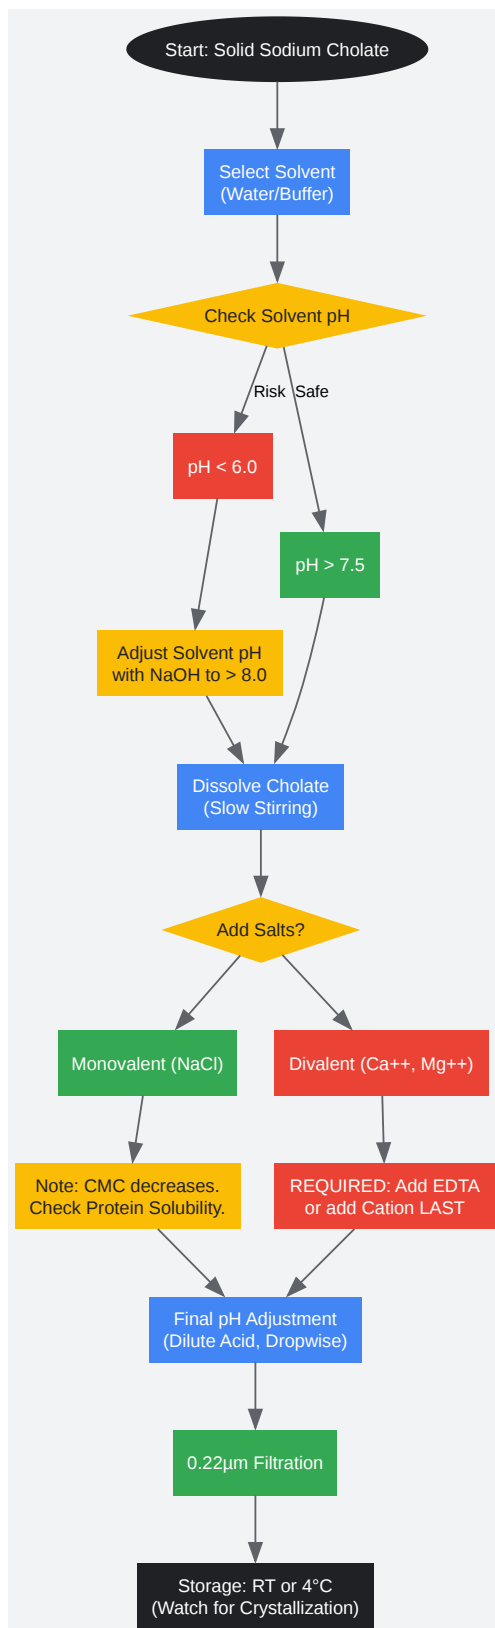 Start: Solid Sodium Cholate
Select Solvent
(Water/Buffer)
Check Solvent pH
Risk
Safe
pH < 6.0
pH > 7.5
Adjust Solvent pH
with NaOH to > 8.0
Dissolve Cholate
(Slow Stirring)
Add Salts?
Monovalent (NaCl)
Divalent (Ca++, Mg++)
Note: CMC decreases.
Check Protein Solubility.
REQUIRED: Add EDTA
or add Cation LAST
Final pH Adjustment
(Dilute Acid, Dropwise)
0.22µm Filtration
Storage: RT or 4°C
(Watch for Crystallization)